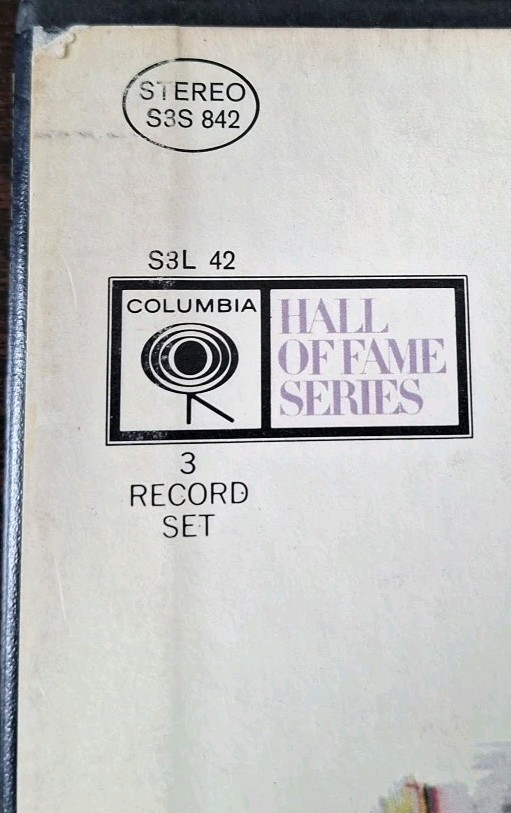 STEREO
S3S 842
S3L 42
COLUMBIA
HALL
OF FAME
SERIES
3
RECORD
SET